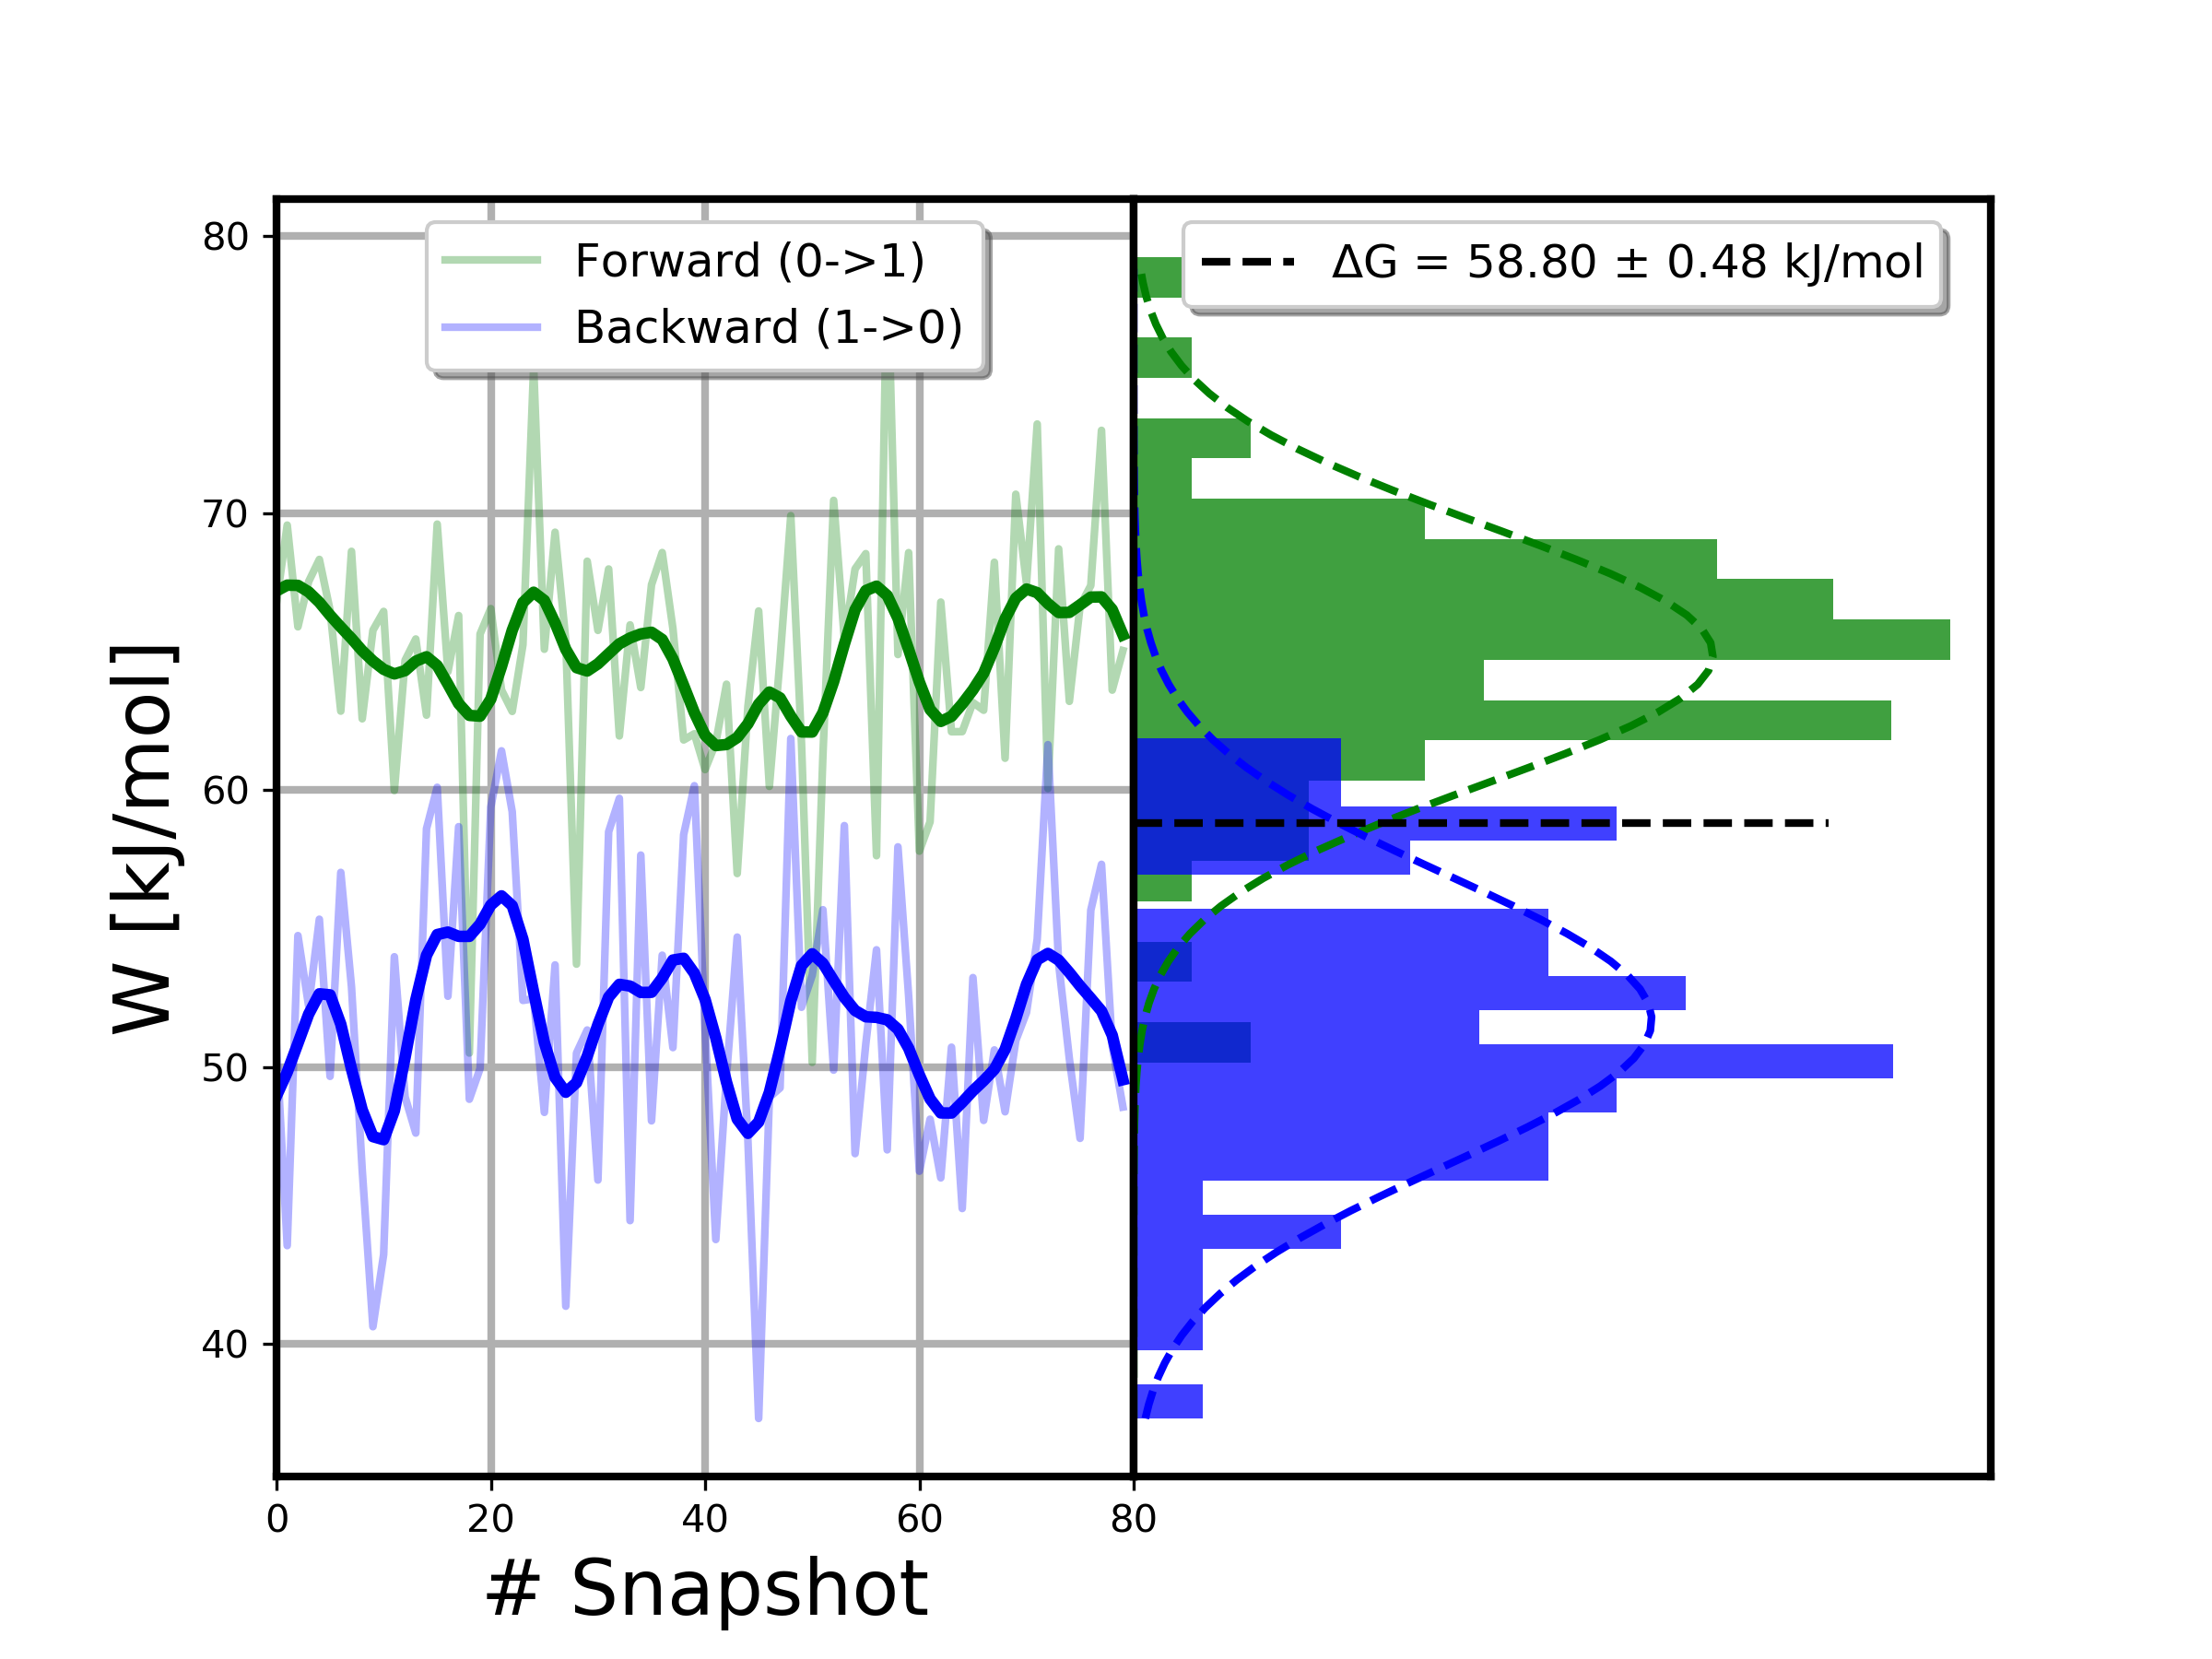 Forward (0->1)
Backward (1->0)
ΔG = 58.80 ± 0.48 kJ/mol
W [kJ/mol]
80
70
60
50
40
0 20 40 60 80
# Snapshot